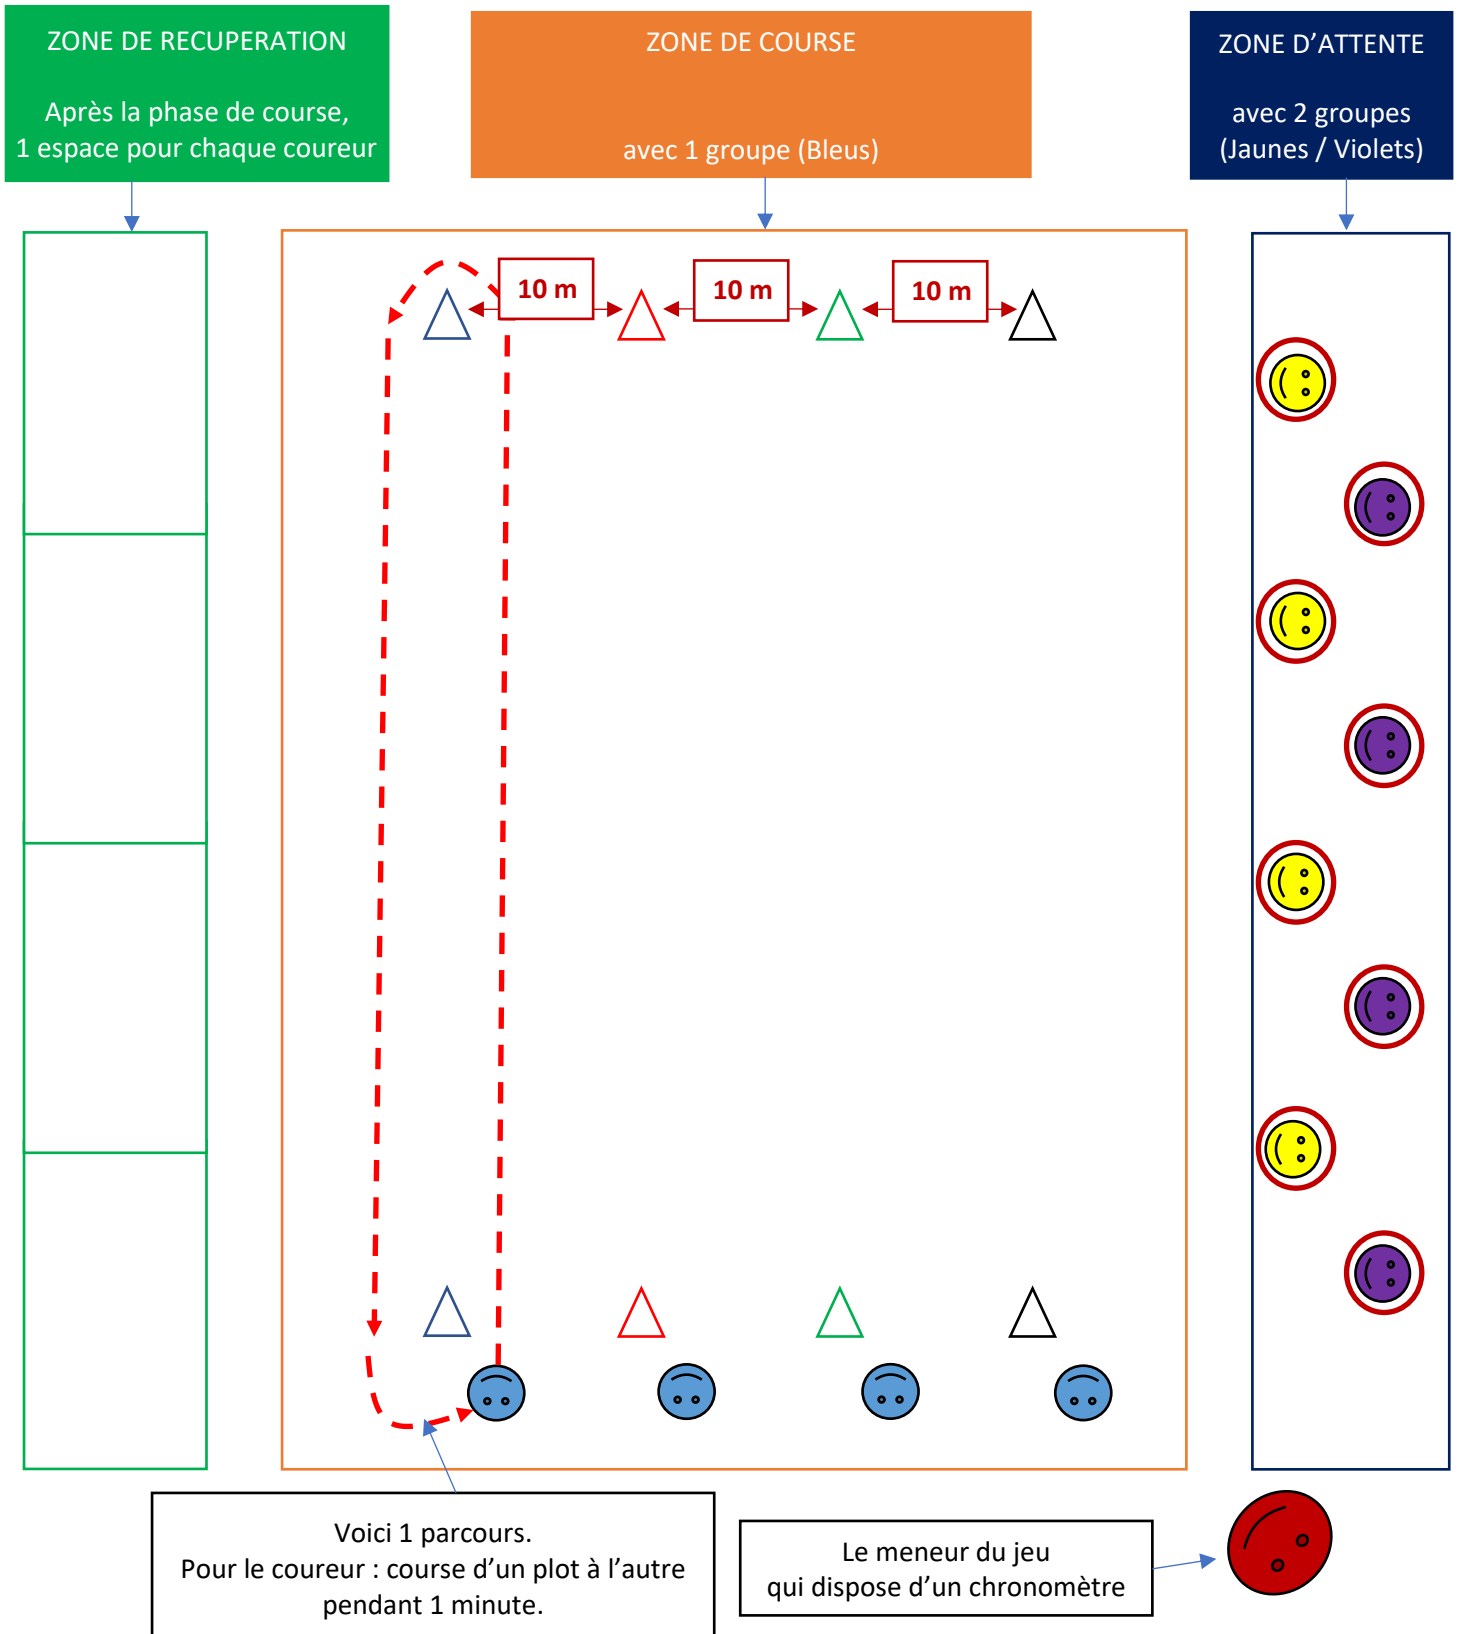 ZONE DE RECUPERATION
Après la phase de course,
1 espace pour chaque coureur
ZONE DE COURSE
avec 1 groupe (Bleus)
ZONE D’ATTENTE
avec 2 groupes
(Jaunes / Violets)
10 m
10 m
10 m
Voici 1 parcours.
Pour le coureur : course d’un plot à l’autre
pendant 1 minute.
Le meneur du jeu
qui dispose d’un chronomètre